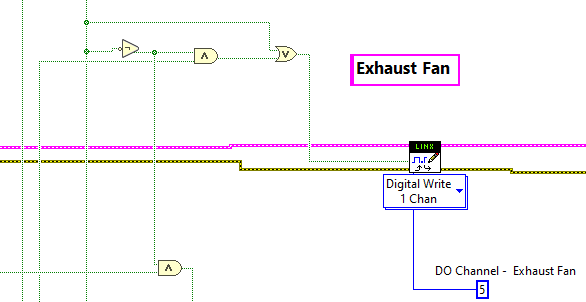 Exhaust Fan
LINX
Digital Write
1 Chan
DO Channel -  Exhaust Fan
5